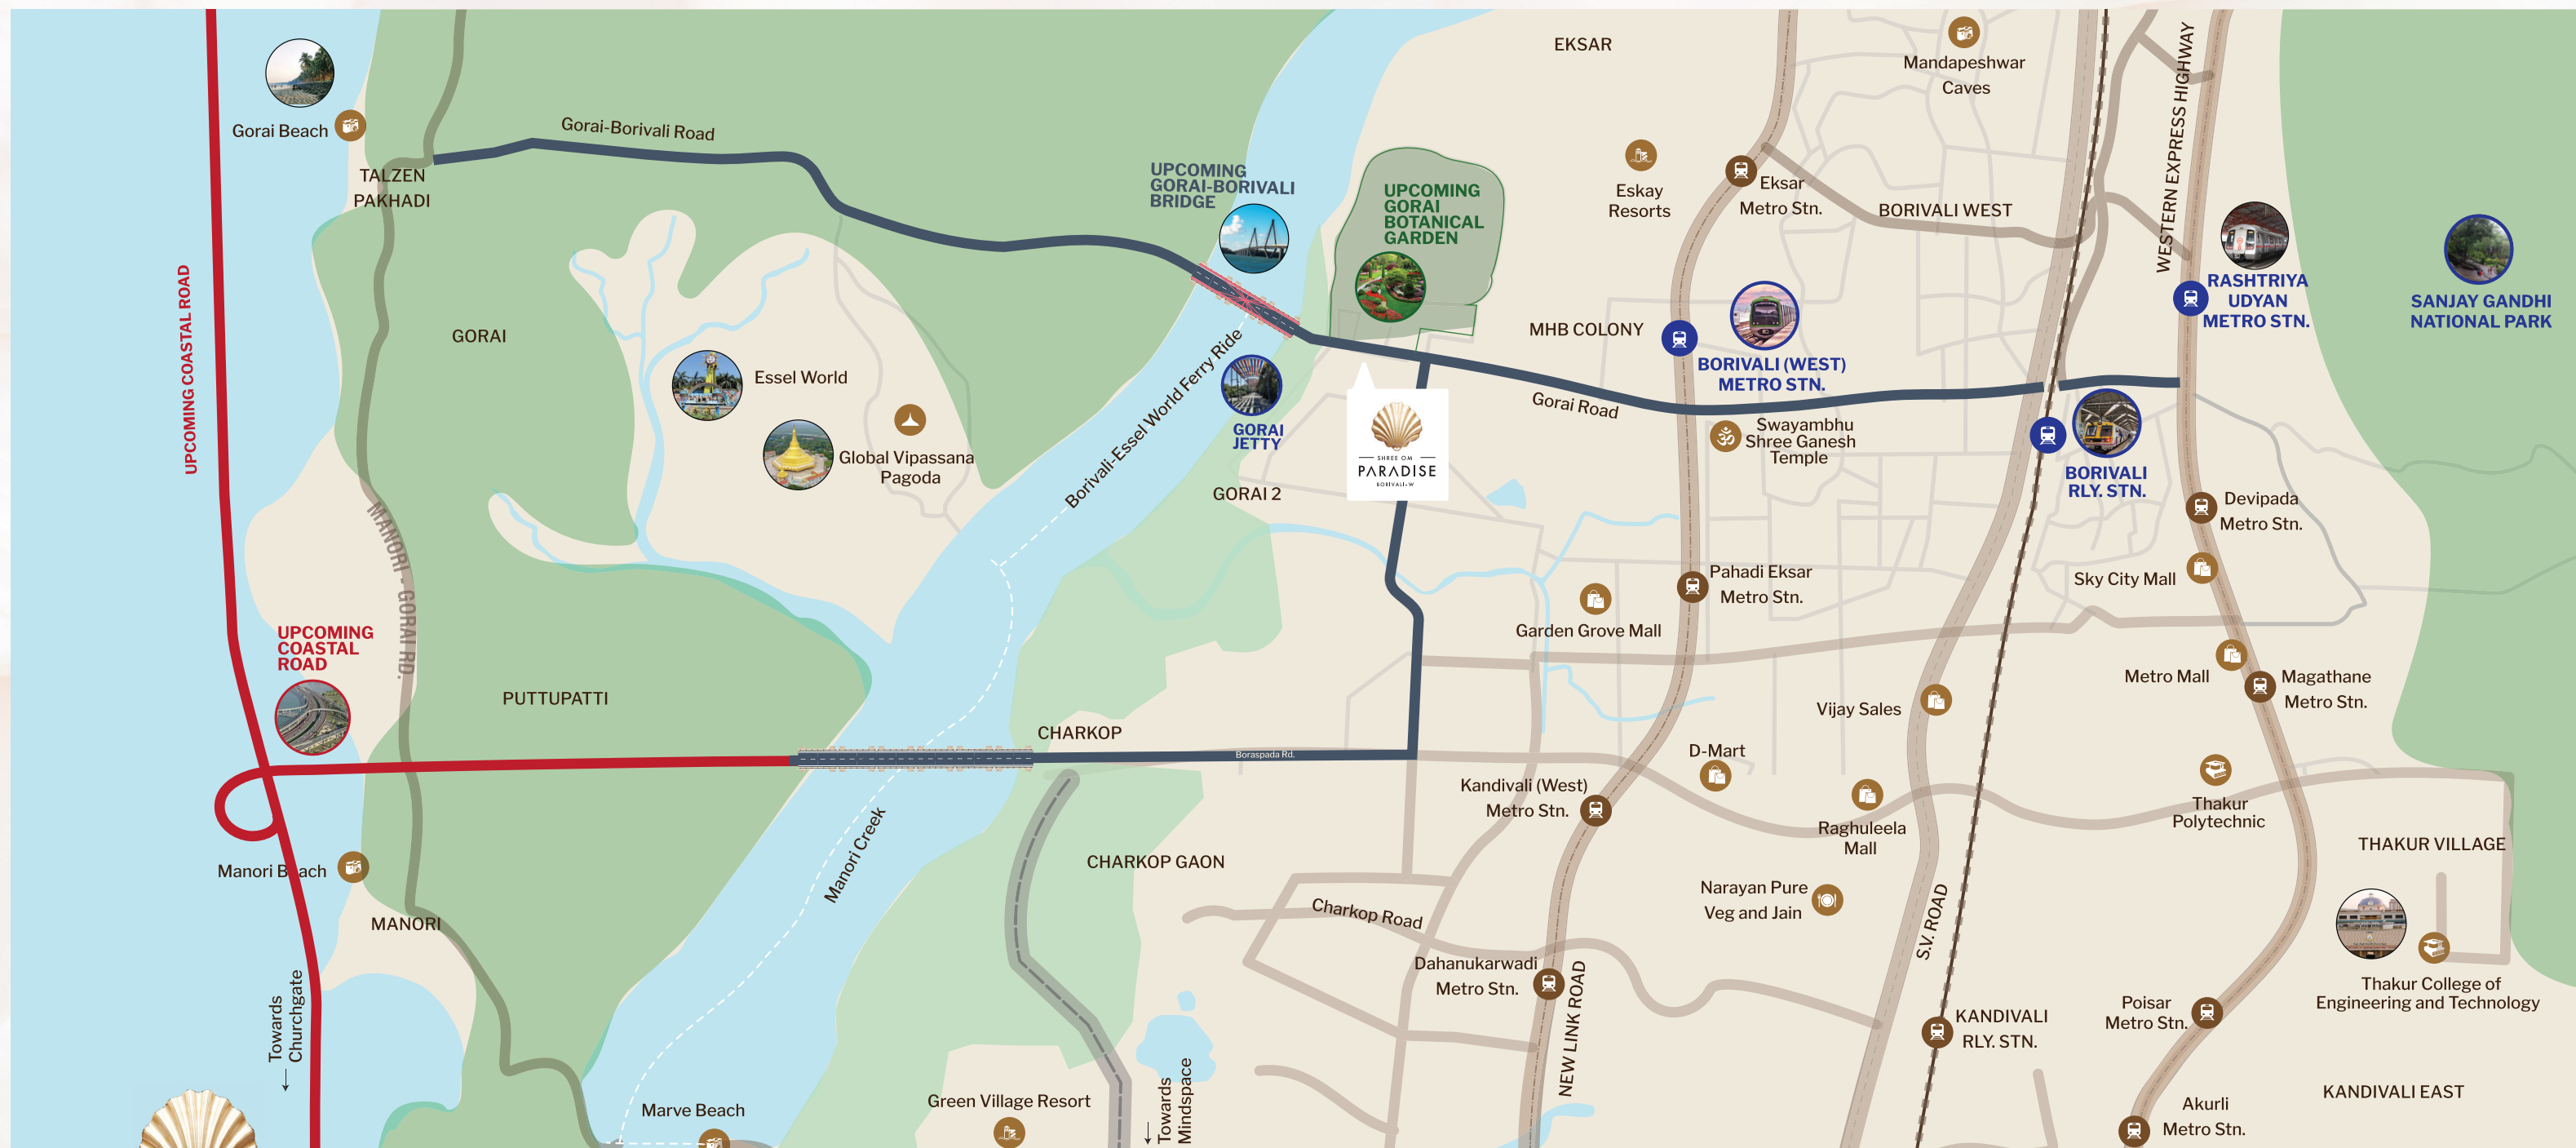 EKSAR
Mandapeshwar
Caves
WESTERN EXPRESS HIGHWAY
Gorai Beach
Gorai-Borivali Road
TALZEN
PAKHADI
UPCOMING
GORAI-BORIVALI
BRIDGE
UPCOMING
GORAI
BOTANICAL
GARDEN
Eskay
Resorts
Eksar
Metro Stn.
BORIVALI WEST
RASHTRIYA
UDYAN
METRO STN.
SANJAY GANDHI
NATIONAL PARK
UPCOMING COASTAL ROAD
GORAI
MHB COLONY
BORIVALI (WEST)
METRO STN.
Essel World
Borivali-Essel World Ferry Ride
GORAI
JETTY
Gorai Road
Swayambhu
Shree Ganesh
Temple
Global Vipassana
Pagoda
SHREE OM
PARADISE
BORIVALI-W
GORAI 2
BORIVALI
RLY. STN.
Devipada
Metro Stn.
MANORI - GORAI RD.
Sky City Mall
Pahadi Eksar
Metro Stn.
Garden Grove Mall
UPCOMING
COASTAL
ROAD
Metro Mall
Magathane
Metro Stn.
PUTTUPATTI
Vijay Sales
CHARKOP
Boraspada Rd.
D-Mart
Kandivali (West)
Metro Stn.
Thakur
Polytechnic
Raghuleela
Mall
THAKUR VILLAGE
Manori Creek
CHARKOP GAON
Manori Beach
Narayan Pure
Veg and Jain
Charkop Road
MANORI
S.V. ROAD
Dahanukarwadi
Metro Stn.
NEW LINK ROAD
Thakur College of
Engineering and Technology
Poisar
Metro Stn.
KANDIVALI
RLY. STN.
Towards
Churchgate
Towards
Mindspace
Marve Beach
Green Village Resort
KANDIVALI EAST
Akurli
Metro Stn.